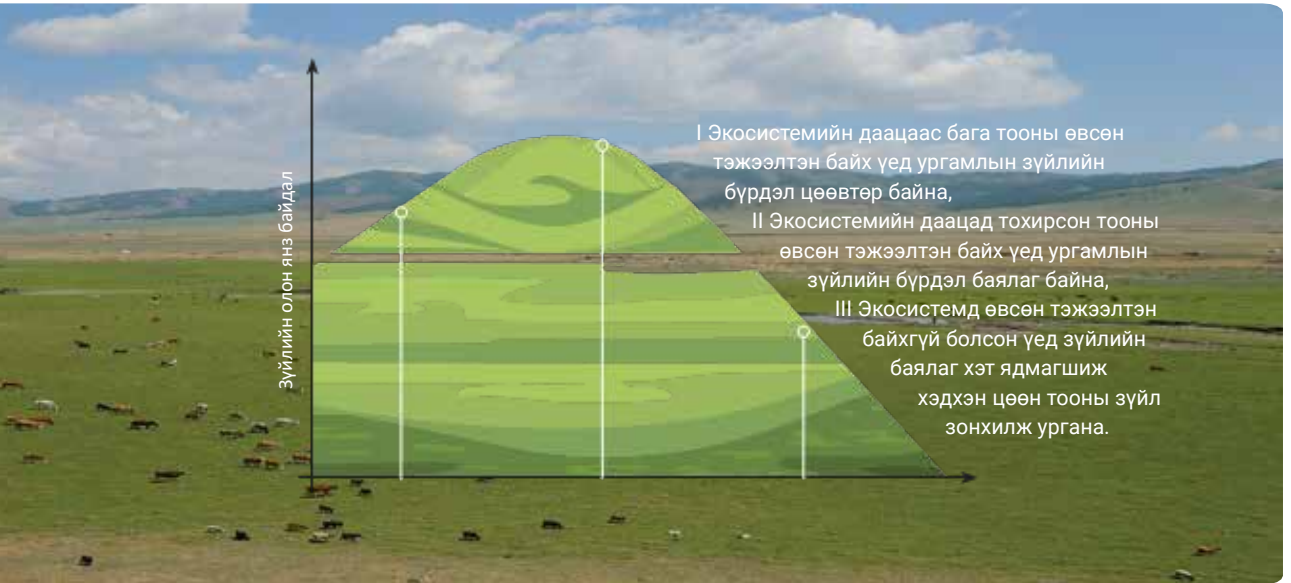 I Экосистемийн даацаас бага тооны өвсөн
тэжээлтэн байх үед ургамлын зүйлийн
бүрдэл цөөвтөр байна,
II Экосистемийн даацад тохирсон тооны
өвсөн тэжээлтэн байх үед ургамлын
зүйлийн бүрдэл баялаг байна,
III Экосистемд өвсөн тэжээлтэн
байхгүй болсон үед зүйлийн
баялаг хэт ядмагшиж
хэдхэн цөөн тооны зүйл
зонхилж ургана.
Зүйлийн олон янз байдал